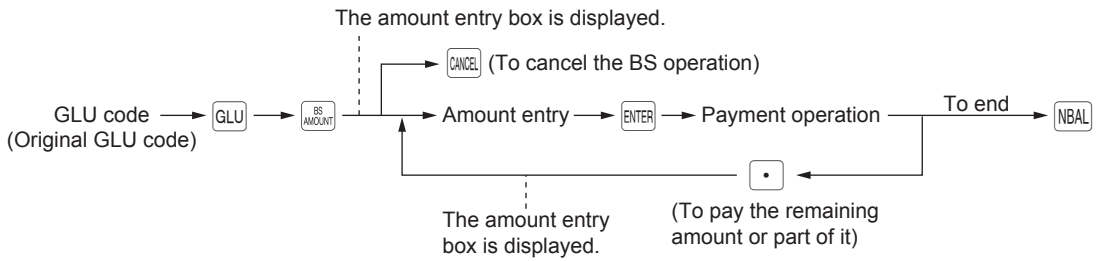 The amount entry box is displayed.
CANCEL (To cancel the BS operation)
GLU code
(Original GLU code)
GLU
BS
AMOUNT
Amount entry
ENTER
Payment operation
To end
NBAL
•
The amount entry
box is displayed.
(To pay the remaining
amount or part of it)